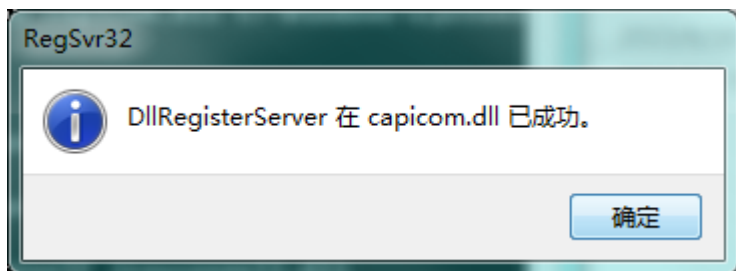 RegSvr32
DllRegisterServer 在 capicom.dll 已成功。
确定